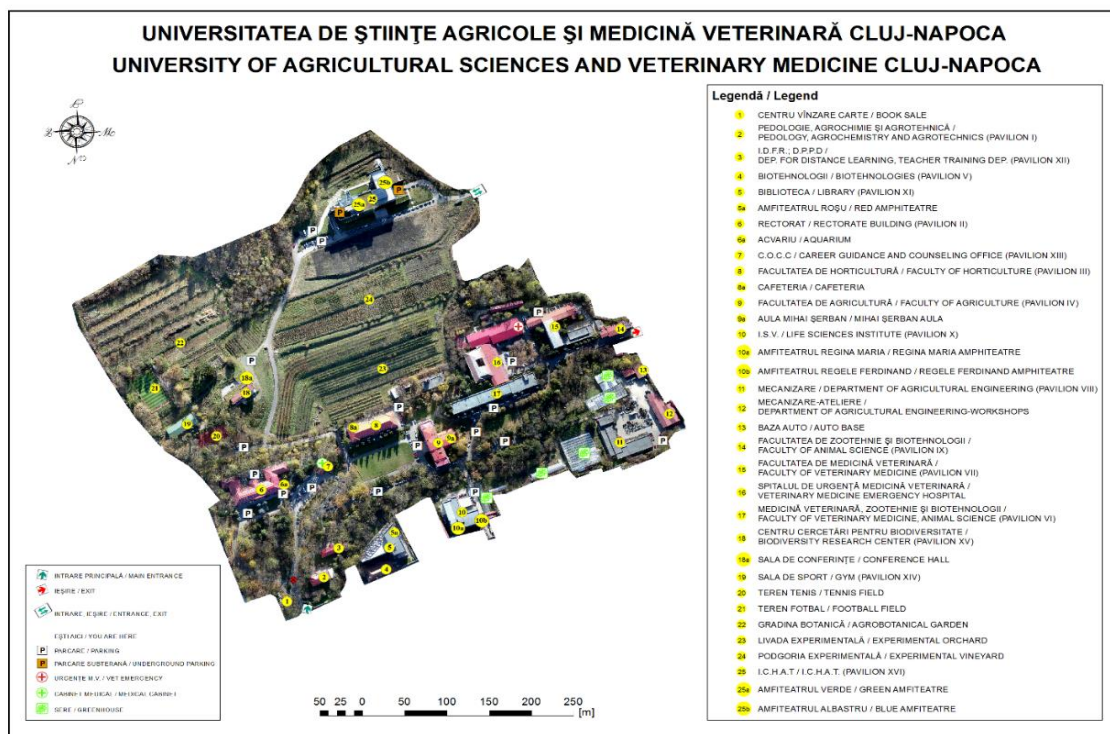 UNIVERSITATEA DE ŞTIINŢE AGRICOLE ŞI MEDICINĂ VETERINARĂ CLUJ-NAPOCA
UNIVERSITY OF AGRICULTURAL SCIENCES AND VETERINARY MEDICINE CLUJ-NAPOCA
Legendă / Legend
1 CENTRU VÎNZARE CARTE / BOOK SALE
2 PEDOLOGIE, AGROCHIMIE ŞI AGROTEHNICĂ /
PEDOLOGY, AGROCHEMISTRY AND AGROTECHNICS (PAVILION I)
3 I.D.F.R.; D.P.P.D /
DEP. FOR DISTANCE LEARNING, TEACHER TRAINING DEP. (PAVILION XII)
4 BIOTEHNOLOGII / BIOTEHNOLOGIES (PAVILION V)
5 BIBLIOTECA / LIBRARY (PAVILION XI)
5a AMFITEATRUL ROŞU / RED AMPHITEATRE
6 RECTORAT / RECTORATE BUILDING (PAVILION II)
6a ACVARIU / AQUARIUM
7 C.O.C.C / CAREER GUIDANCE AND COUNSELING OFFICE (PAVILION XIII)
8 FACULTATEA DE HORTICULTURĂ / FACULTY OF HORTICULTURE (PAVILION III)
8a CAFETERIA / CAFETERIA
9 FACULTATEA DE AGRICULTURĂ / FACULTY OF AGRICULTURE (PAVILION IV)
9a AULA MIHAI ŞERBAN / MIHAI ŞERBAN AULA
10 I.S.V. / LIFE SCIENCES INSTITUTE (PAVILION X)
10a AMFITEATRUL REGINA MARIA / REGINA MARIA AMPHITEATRE
10b AMFITEATRUL REGELE FERDINAND / REGELE FERDINAND AMPHITEATRE
11 MECANIZARE / DEPARTMENT OF AGRICULTURAL ENGINEERING (PAVILION VIII)
12 MECANIZARE-ATELIERE /
DEPARTMENT OF AGRICULTURAL ENGINEERING-WORKSHOPS
13 BAZA AUTO / AUTO BASE
14 FACULTATEA DE ZOOTEHNIE ŞI BIOTEHNOLOGII /
FACULTY OF ANIMAL SCIENCE (PAVILION IX)
15 FACULTATEA DE MEDICINĂ VETERINARĂ /
FACULTY OF VETERINARY MEDICINE (PAVILION VII)
16 SPITALUL DE URGENŢĂ MEDICINĂ VETERINARĂ /
VETERINARY MEDICINE EMERGENCY HOSPITAL
17 MEDICINĂ VETERINARĂ, ZOOTEHNIE ŞI BIOTEHNOLOGII /
FACULTY OF VETERINARY MEDICINE, ANIMAL SCIENCE (PAVILION VI)
18 CENTRU CERCETĂRI PENTRU BIODIVERSITATE /
BIODIVERSITY RESEARCH CENTER (PAVILION XV)
18a SALA DE CONFERINŢE / CONFERENCE HALL
19 SALA DE SPORT / GYM (PAVILION XIV)
20 TEREN TENIS / TENNIS FIELD
21 TEREN FOTBAL / FOOTBALL FIELD
22 GRADINA BOTANICĂ / AGROBOTANICAL GARDEN
23 LIVADA EXPERIMENTALĂ / EXPERIMENTAL ORCHARD
24 PODGORIA EXPERIMENTALĂ / EXPERIMENTAL VINEYARD
25 I.C.H.A.T / I.C.H.A.T. (PAVILION XVI)
25a AMFITEATRUL VERDE / GREEN AMFITEATRE
25b AMFITEATRUL ALBASTRU / BLUE AMFITEATRE
INTRARE PRINCIPALĂ / MAIN ENTRANCE
IEŞIRE / EXIT
INTRARE, IEŞIRE / ENTRANCE, EXIT
EŞTI AICI / YOU ARE HERE
P PARCARE / PARKING
P PARCARE SUBTERANĂ / UNDERGROUND PARKING
URGENŢE M.V. / VET EMERGENCY
CABINET MEDICAL / MEDICAL CABINET
SERE / GREENHOUSE
50 25 0 50 100 150 200 250
[m]